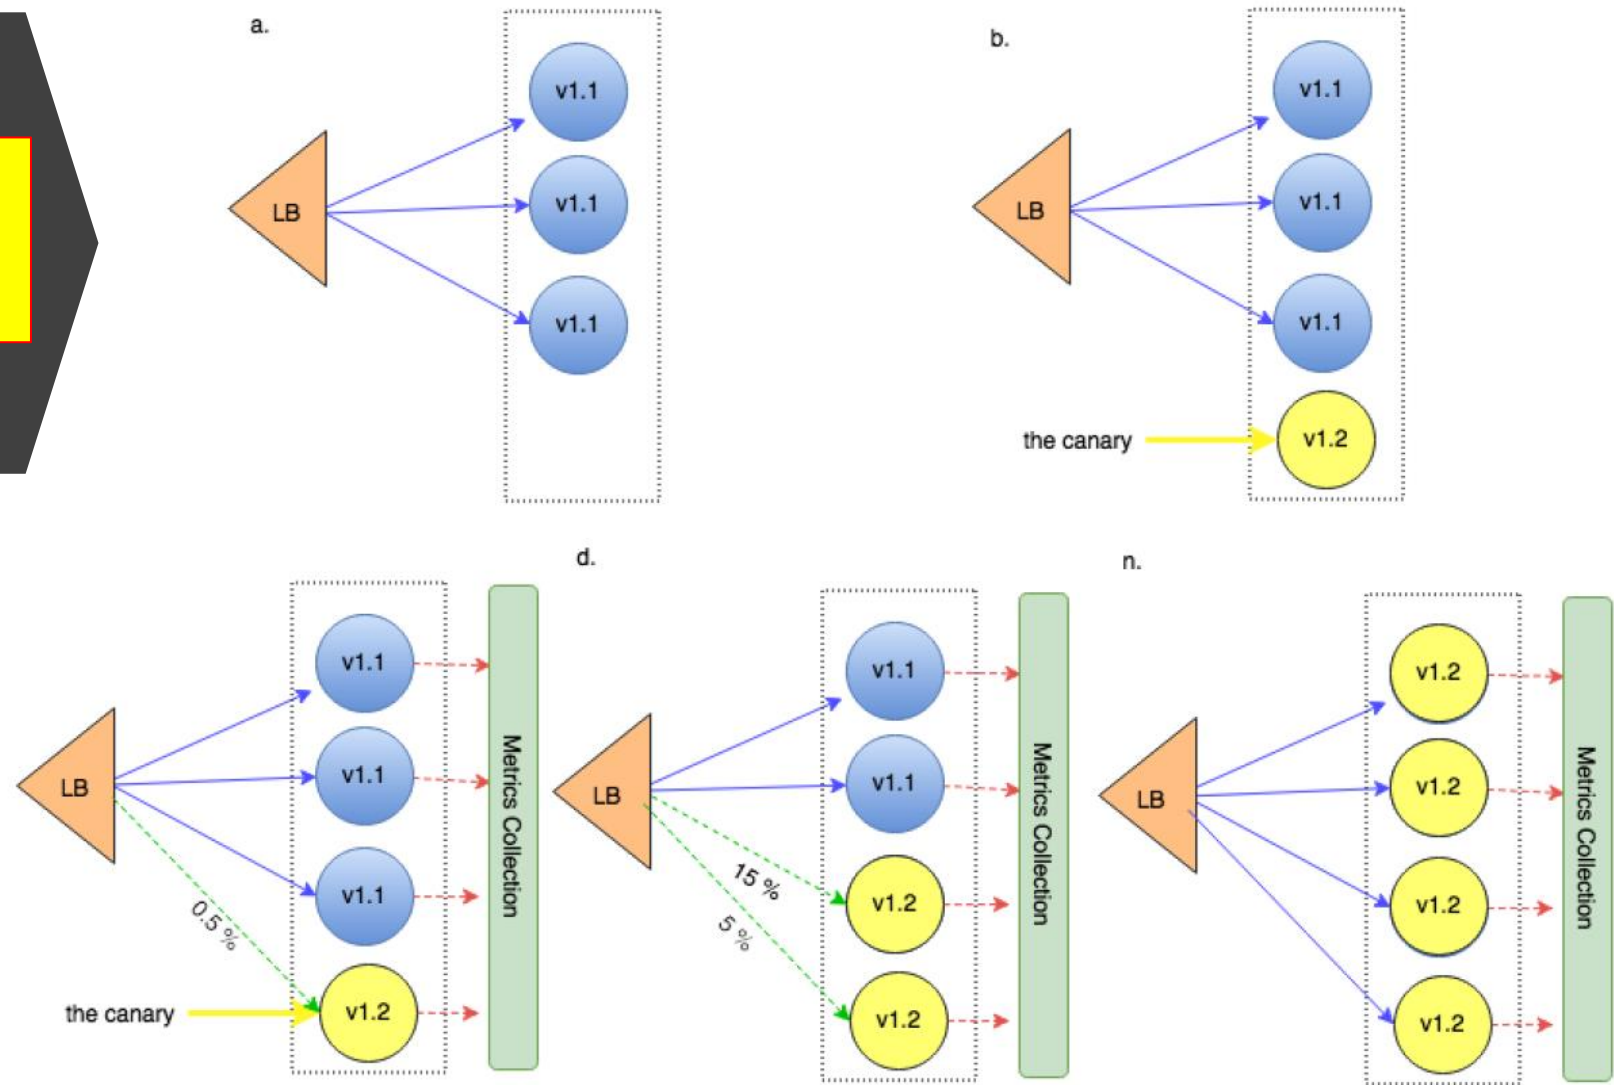 a.
v1.1
v1.1
v1.1
LB
b.
v1.1
v1.1
v1.1
LB
the canary
v1.2
v1.1
v1.1
v1.1
LB
0.5 %
the canary
v1.2
Metrics Collection
d.
v1.1
v1.1
LB
15 %
5 %
v1.2
v1.2
Metrics Collection
n.
v1.2
v1.2
LB
v1.2
v1.2
Metrics Collection